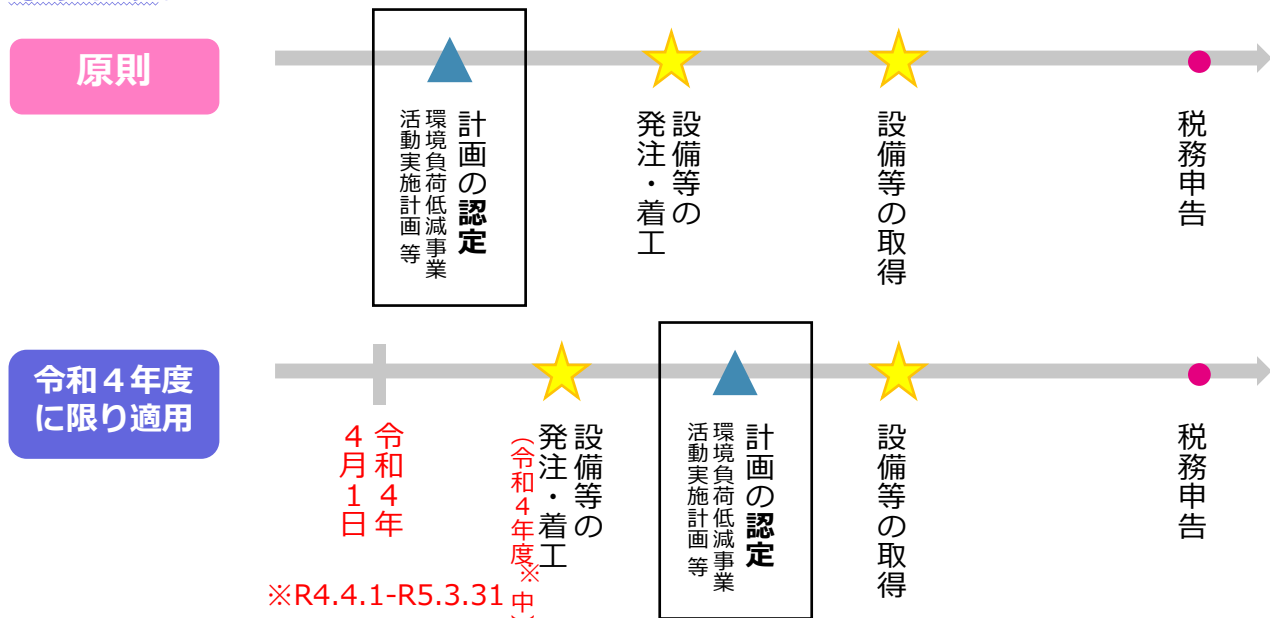 原則
計画の認定
環境負荷低減事業
活動実施計画 等
設備等の
発注・着工
設備等の取得
税務申告
令和４年度
に限り適用
令和４年
４月１日
設備等の
発注・着工
（令和４年度※中）
計画の認定
環境負荷低減事業
活動実施計画 等
設備等の取得
税務申告
※R4.4.1-R5.3.31